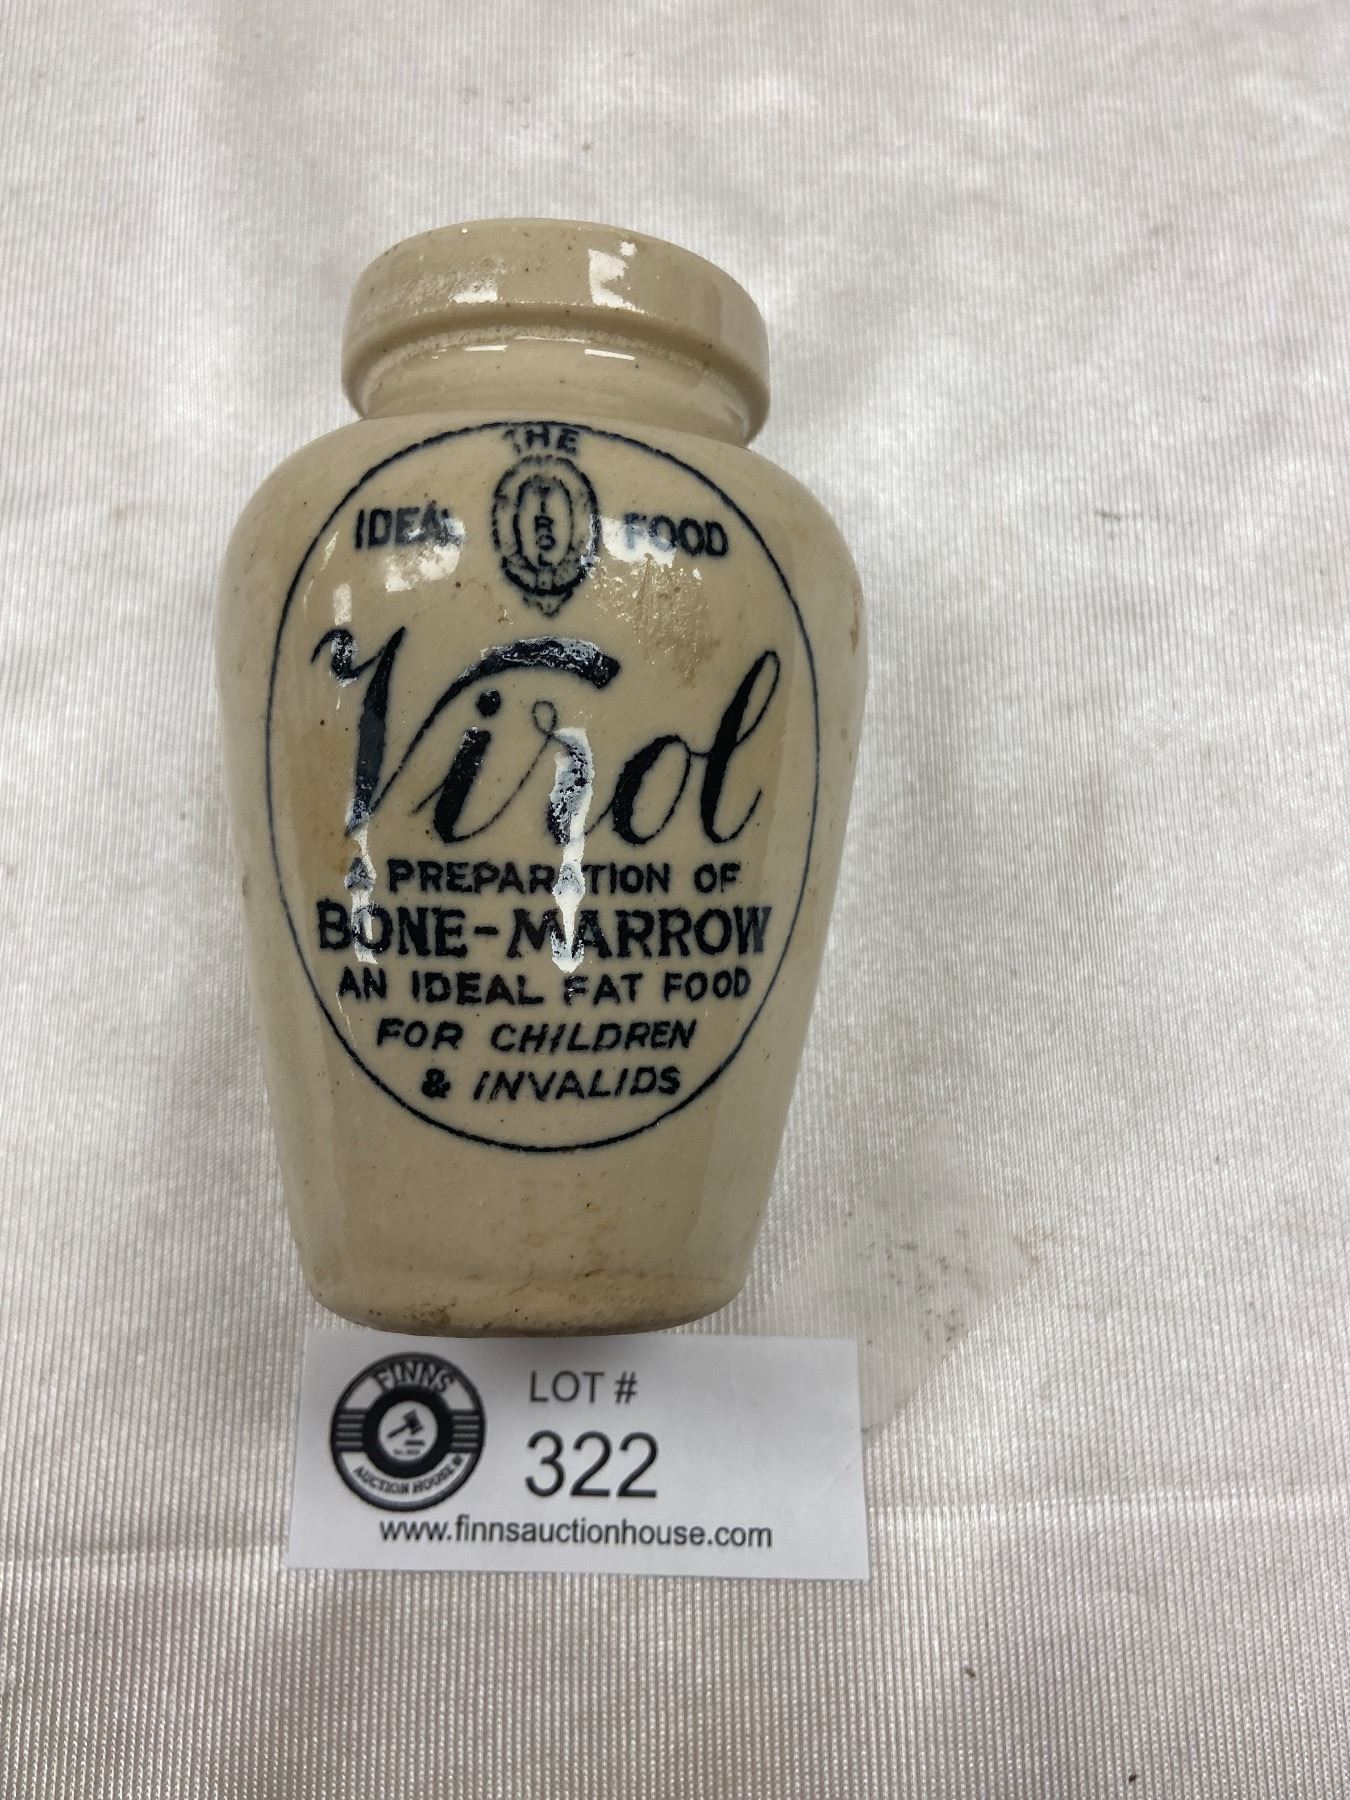 THE
IDEAL FOOD
VIROL
Virol
A PREPARATION OF
BONE-MARROW
AN IDEAL FAT FOOD
FOR CHILDREN
& INVALIDS
FINNS
AUCTION HOUSE
LOT #
322
www.finnsauctionhouse.com